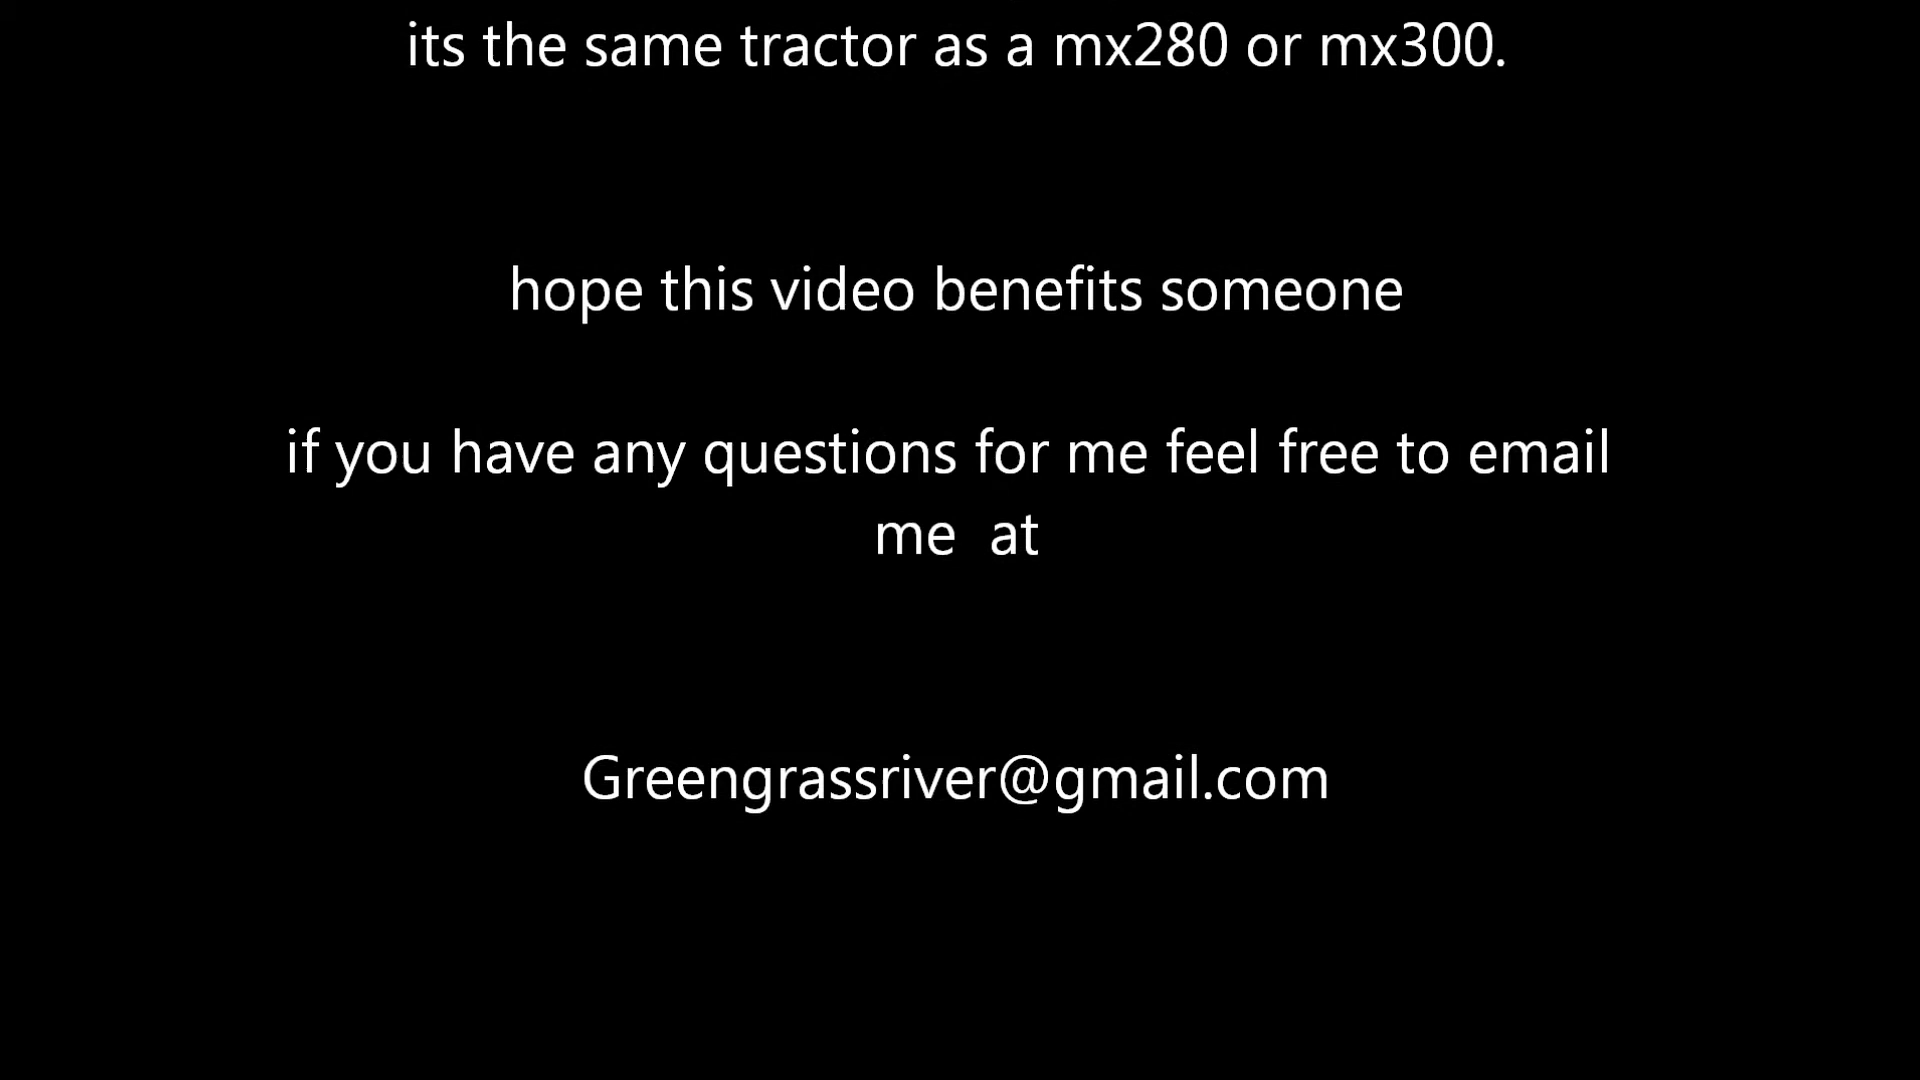 its the same tractor as a mx280 or mx300.
hope this video benefits someone
if you have any questions for me feel free to email
me  at
Greengrassriver@gmail.com